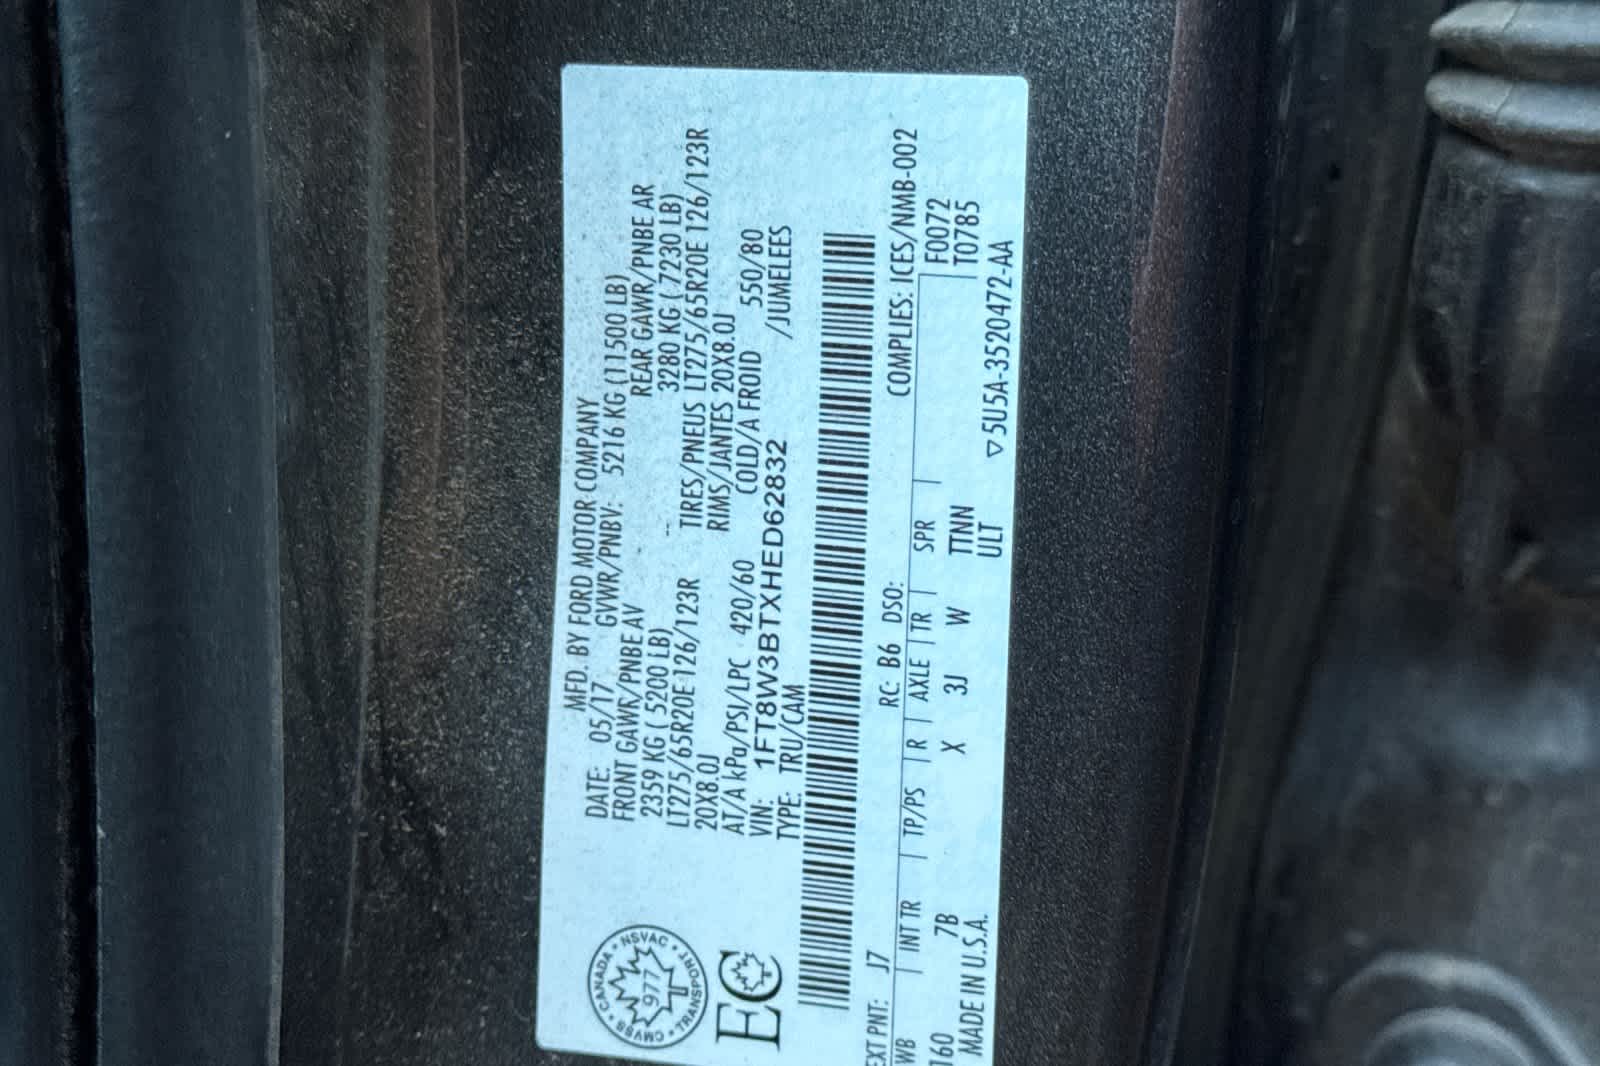 MFD. BY FORD MOTOR COMPANY
DATE: 05/17 GVWR/PNBV: 5216 KG (11500 LB)
FRONT GAWR/PNBE AV REAR GAWR/PNBE AR
2359 KG ( 5200 LB) 3280 KG ( 7230 LB)
LT275/65R20E 126/123R TIRES/PNEUS LT275/65R20E 126/123R
20X8.0J RIMS/JANTES 20X8.0J
AT/A kPa/PSI/LPC 420/60 COLD/A FROID 550/80
VIN: 1FT8W3BTXHED62832 /JUMELEES
TYPE: TRU/CAM
CANADA • NSVAC • TRANSPORT • CMVSS
977
EC
EXT PNT: J7 RC: B6 DSO: COMPLIES: ICES/NMB-002
WB INT TR TP/PS R AXLE TR SPR F0072
160 7B X 3J W TNN T0785
MADE IN U.S.A. ULT ▽5U5A-3520472-AA